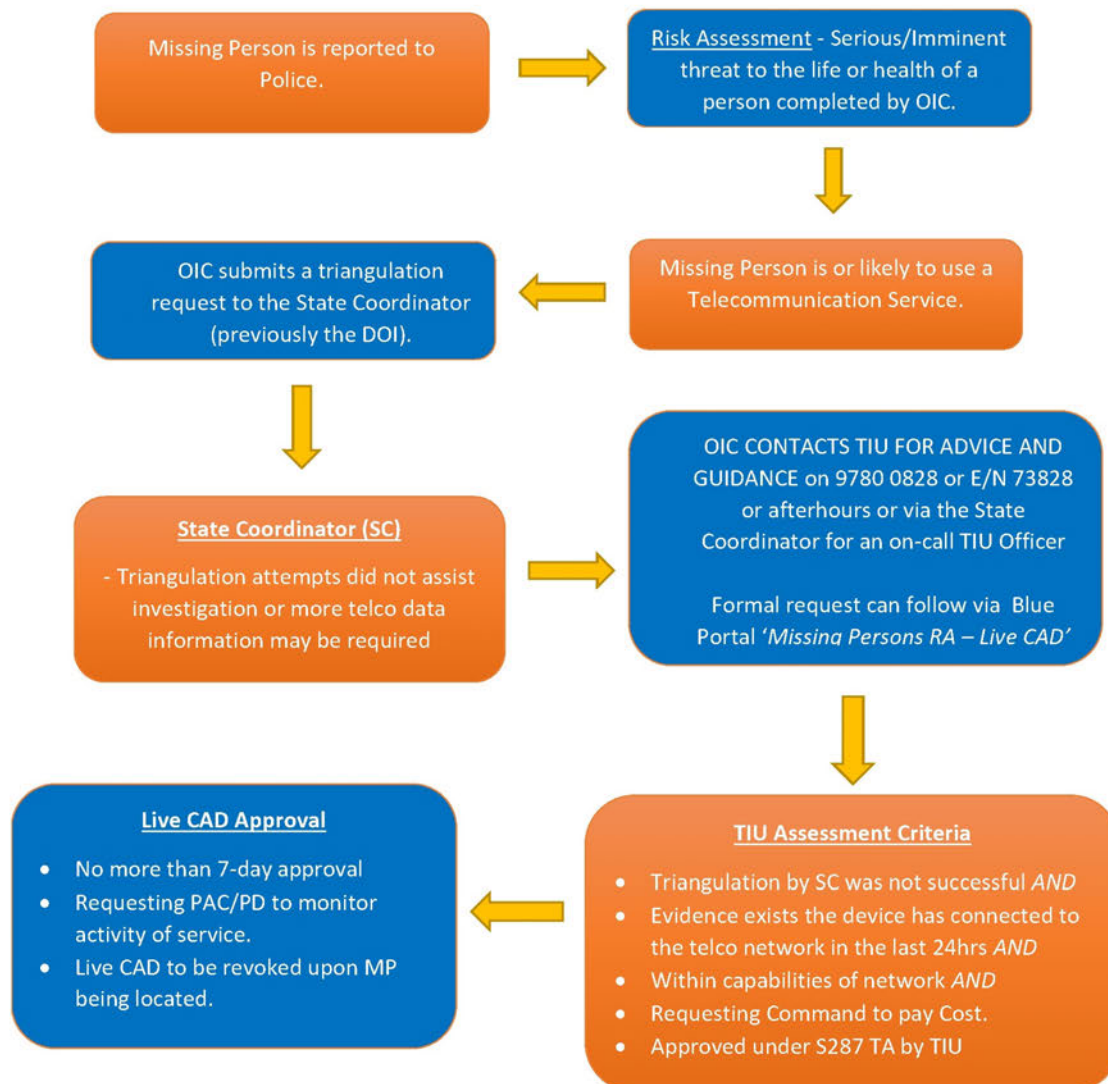 Missing Person is reported to
Police.
Risk Assessment - Serious/Imminent
threat to the life or health of a
person completed by OIC.
Missing Person is or likely to use a
Telecommunication Service.
OIC submits a triangulation
request to the State Coordinator
(previously the DOI).
State Coordinator (SC)
- Triangulation attempts did not assist
investigation or more telco data
information may be required
OIC CONTACTS TIU FOR ADVICE AND
GUIDANCE on 9780 0828 or E/N 73828
or afterhours or via the State
Coordinator for an on-call TIU Officer
Formal request can follow via Blue
Portal ‘Missing Persons RA – Live CAD’
TIU Assessment Criteria
• Triangulation by SC was not successful AND
• Evidence exists the device has connected to
the telco network in the last 24hrs AND
• Within capabilities of network AND
• Requesting Command to pay Cost.
• Approved under S287 TA by TIU
Live CAD Approval
• No more than 7-day approval
• Requesting PAC/PD to monitor
activity of service.
• Live CAD to be revoked upon MP
being located.